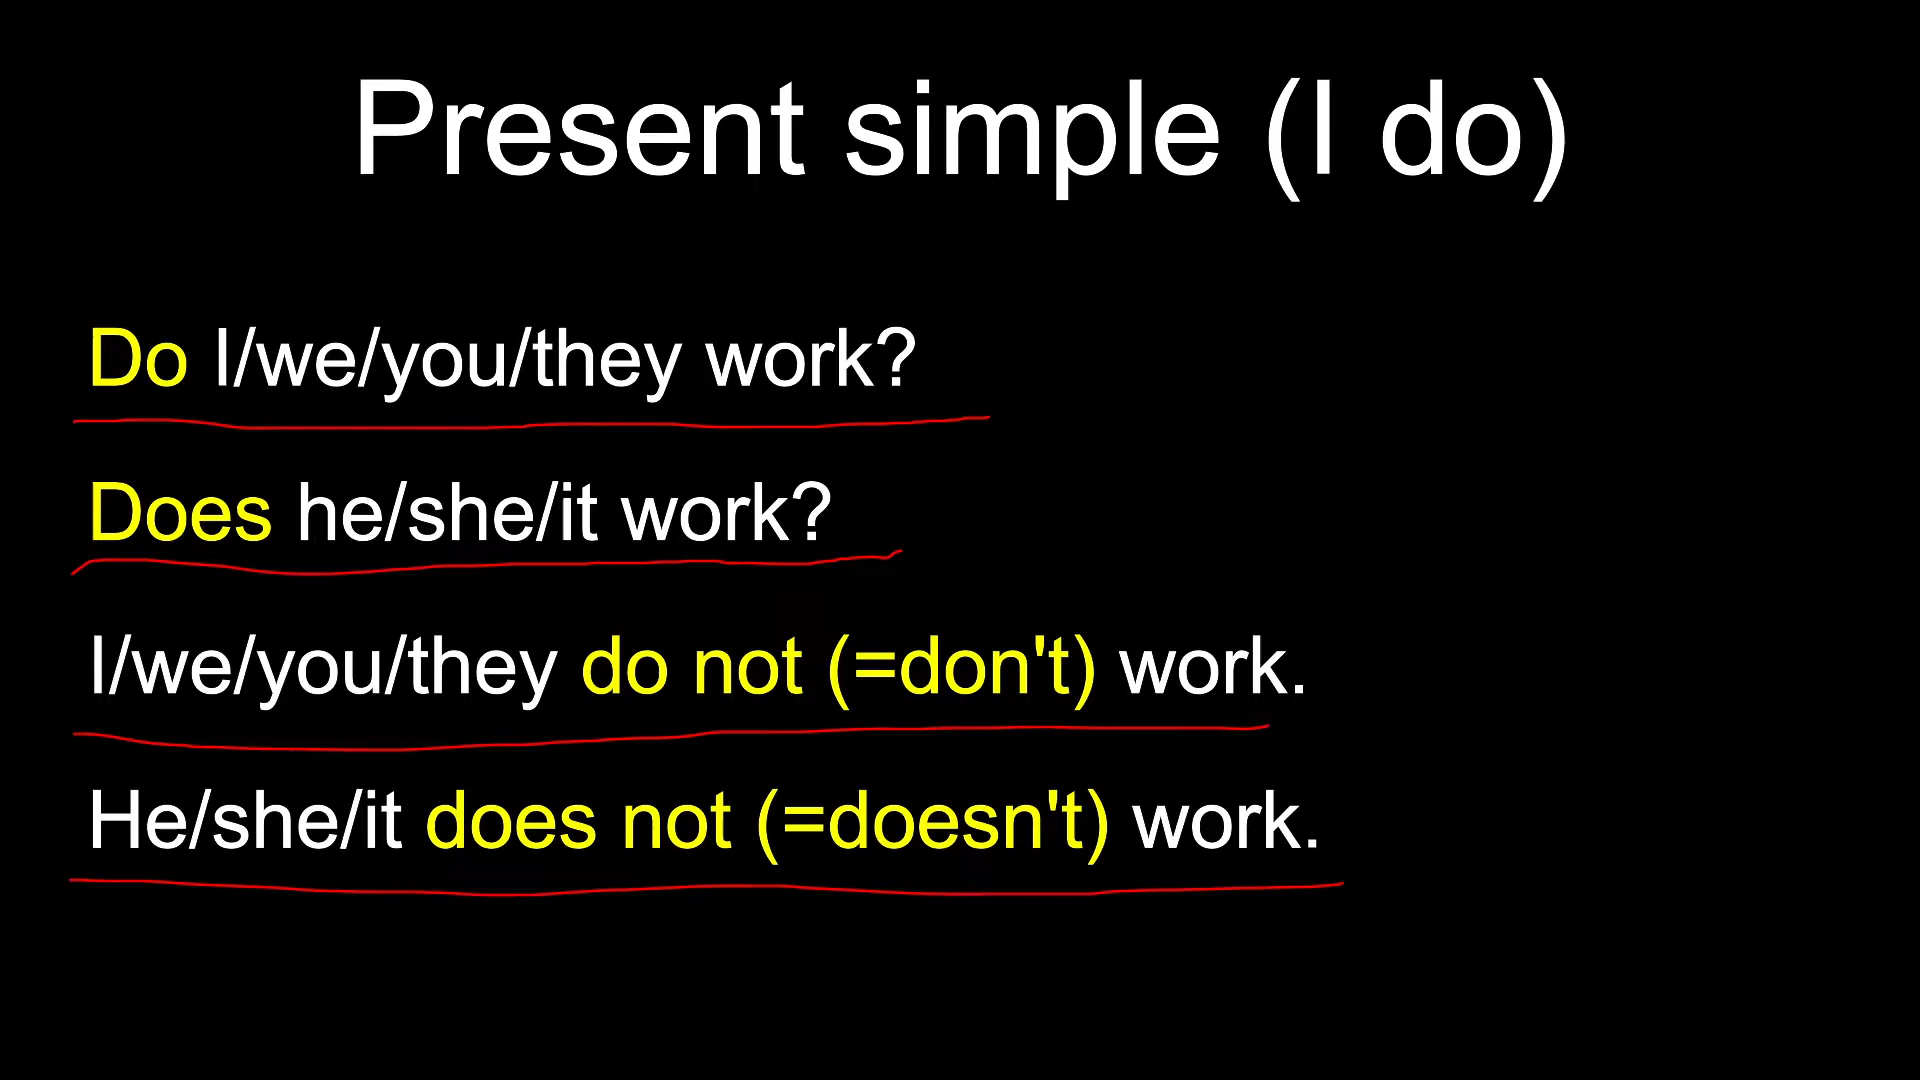 Present simple (I do)
Do I/we/you/they work?
Does he/she/it work?
I/we/you/they do not (=don't) work.
He/she/it does not (=doesn't) work.